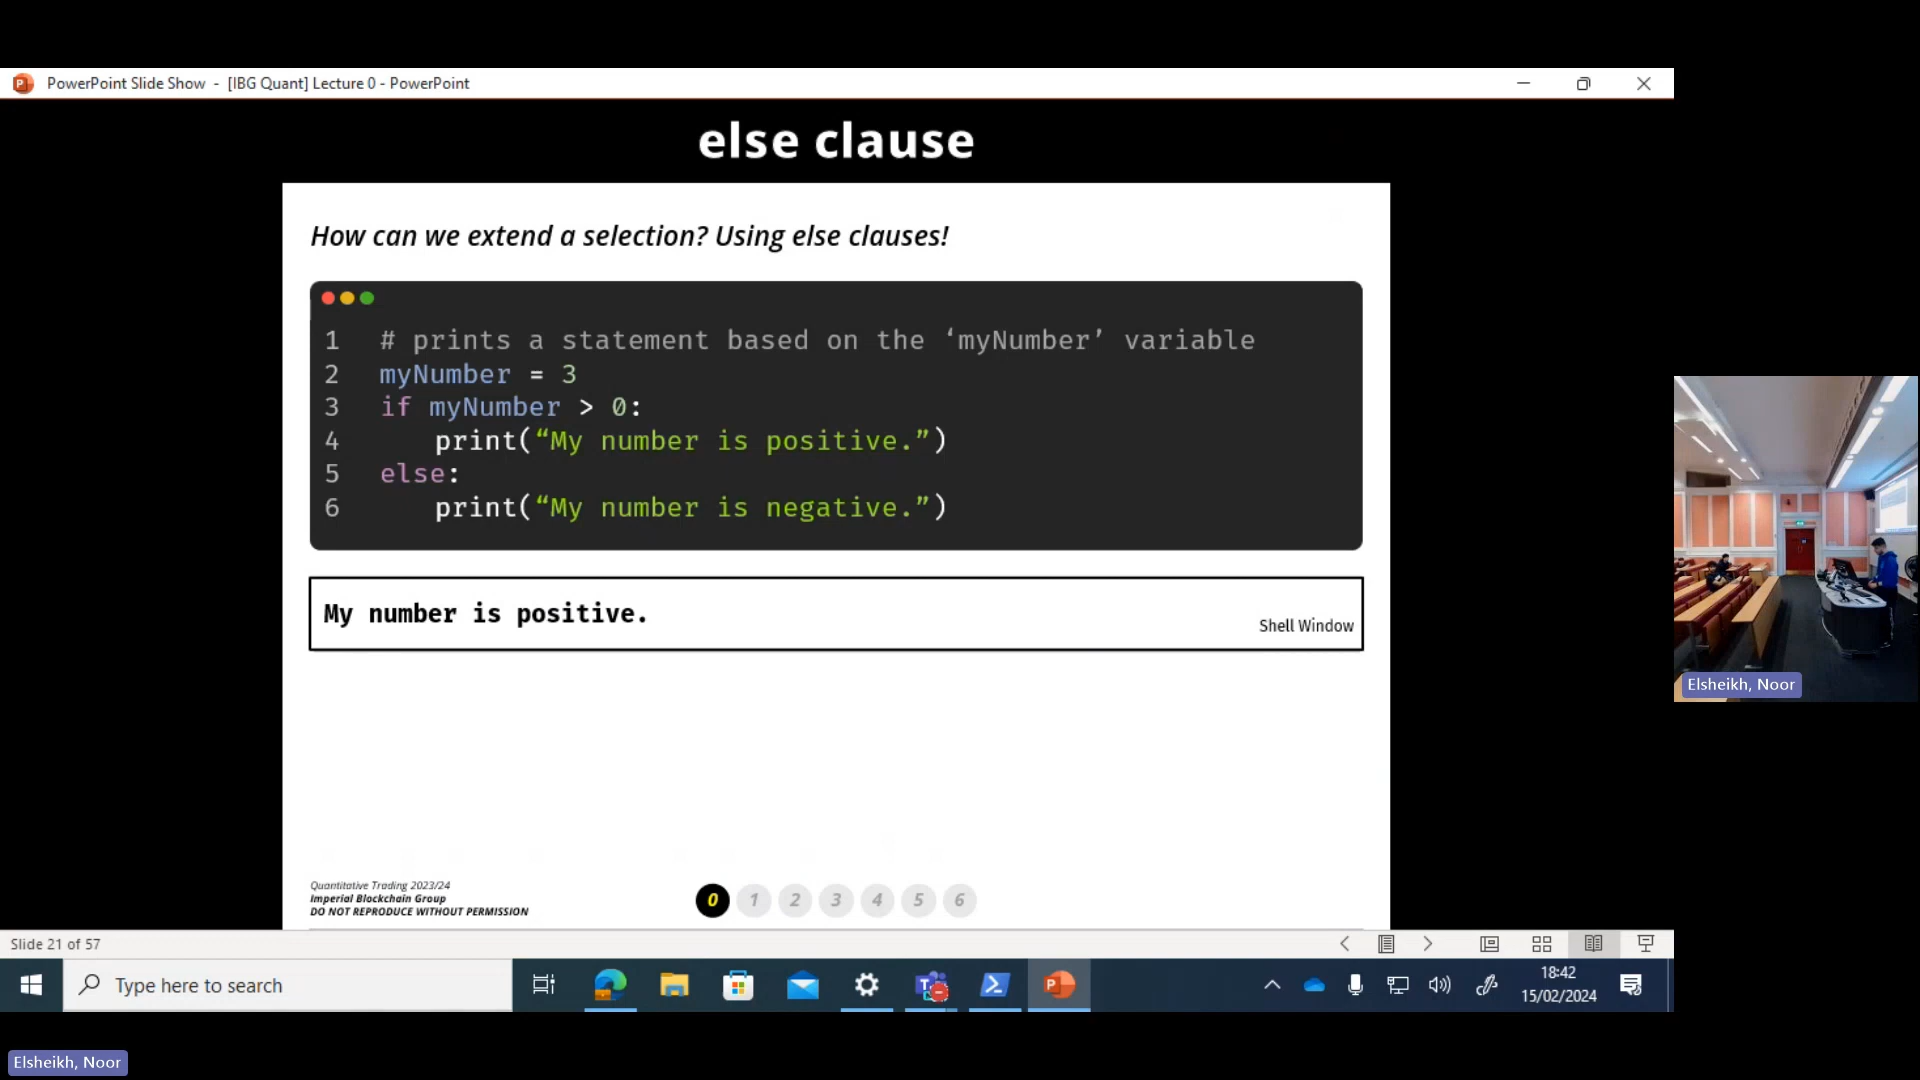 PowerPoint Slide Show - [IBG Quant] Lecture 0 - PowerPoint
else clause
How can we extend a selection? Using else clauses!
1 # prints a statement based on the ‘myNumber’ variable
2 myNumber = 3
3 if myNumber > 0:
4 print(“My number is positive.”)
5 else:
6 print(“My number is negative.”)
My number is positive.
Shell Window
Elsheikh, Noor
Quantitative Trading 2023/24
Imperial Blockchain Group
DO NOT REPRODUCE WITHOUT PERMISSION
0 1 2 3 4 5 6
Slide 21 of 57
Type here to search
18:42
15/02/2024
Elsheikh, Noor